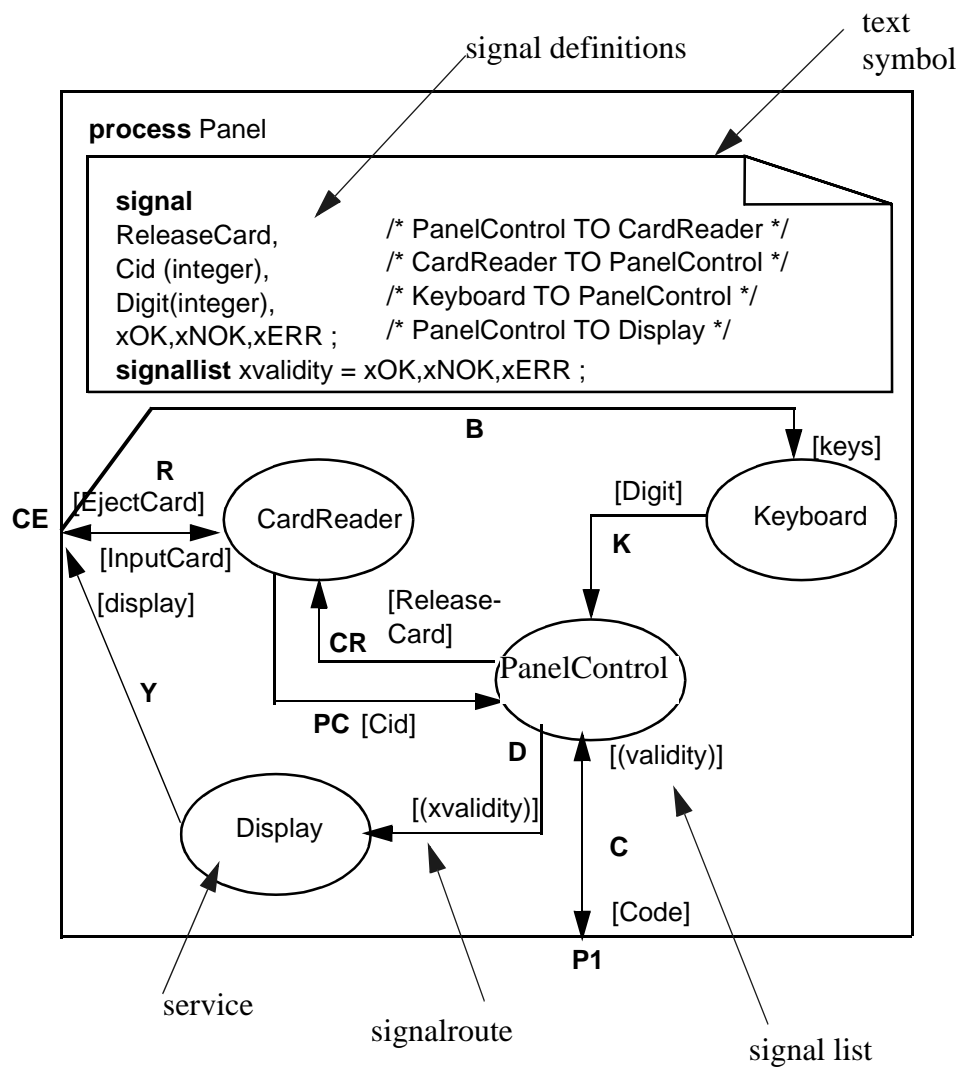 text
symbol
signal definitions
process Panel
signal
ReleaseCard, /* PanelControl TO CardReader */
Cid (integer), /* CardReader TO PanelControl */
Digit(integer), /* Keyboard TO PanelControl */
xOK,xNOK,xERR ; /* PanelControl TO Display */
signallist xvalidity = xOK,xNOK,xERR ;
B
[keys]
R
[EjectCard]
CE
CardReader
[InputCard]
[display]
[Digit]
Keyboard
K
[Release-
Card]
CR
PanelControl
Y
PC [Cid]
D
[(validity)]
[(xvalidity)]
Display
C
[Code]
P1
service
signalroute
signal list